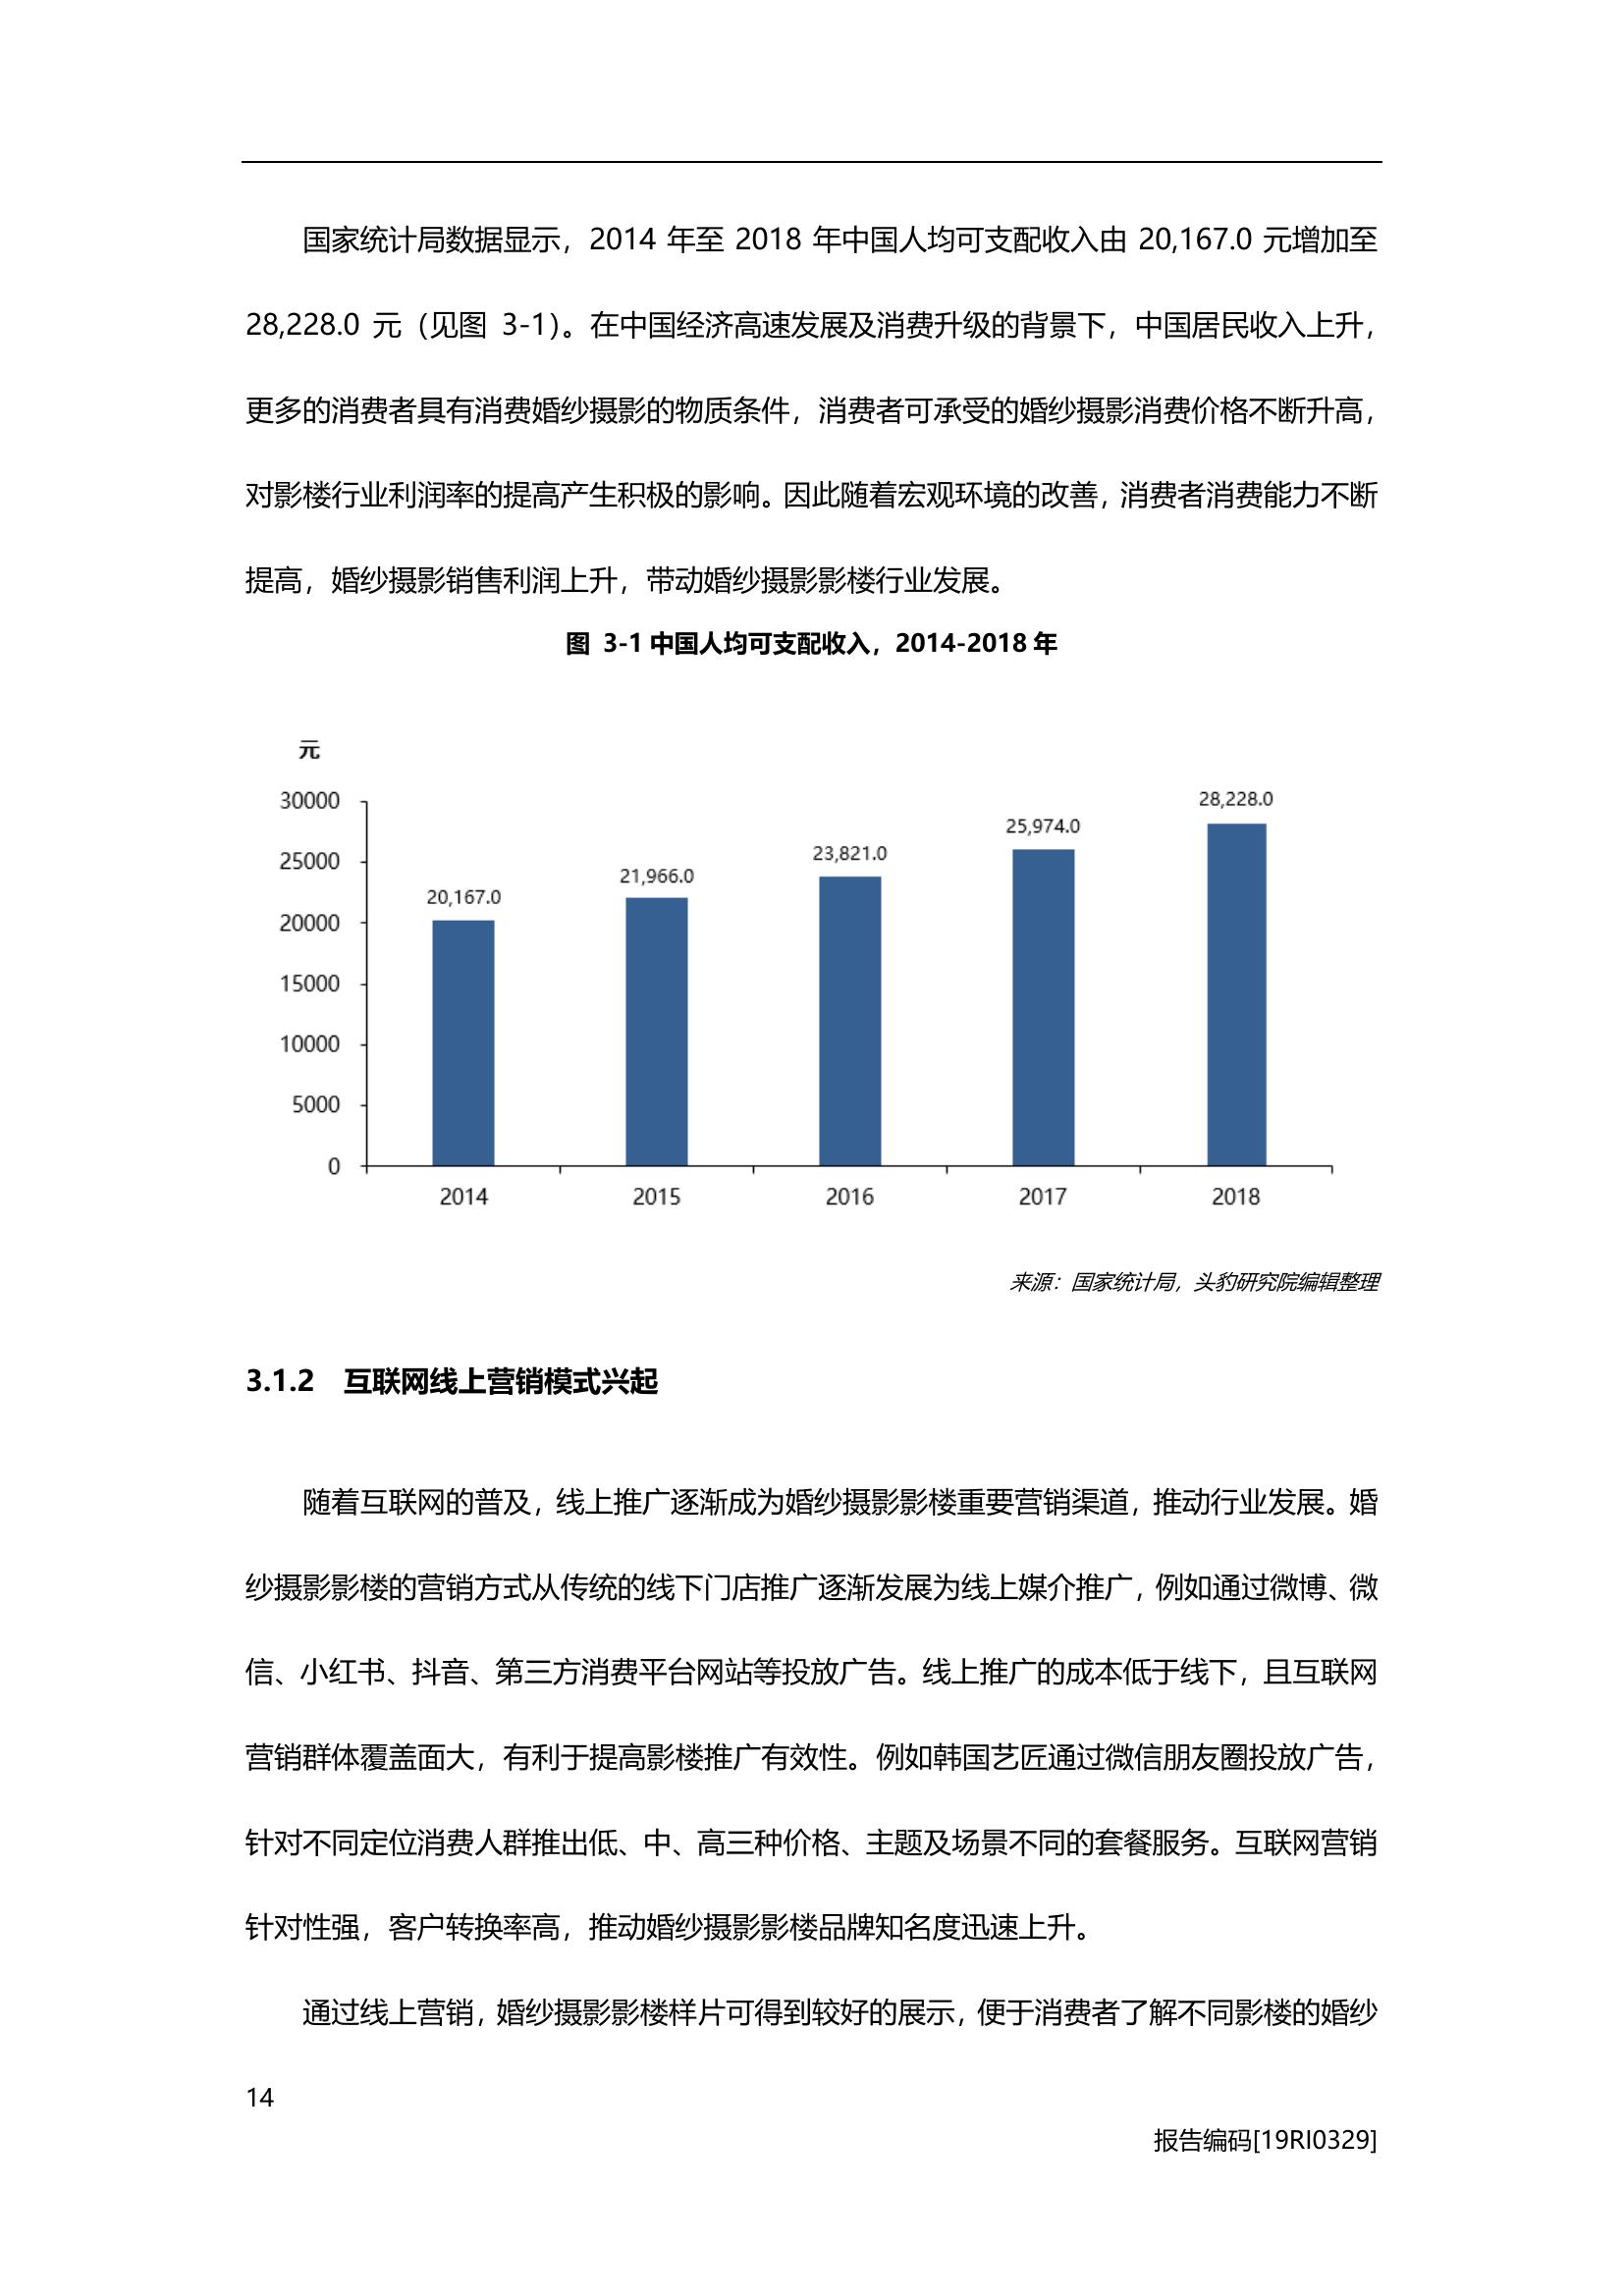 国家统计局数据显示，2014 年至 2018 年中国人均可支配收入由 20,167.0 元增加至
28,228.0 元（见图 3-1）。在中国经济高速发展及消费升级的背景下，中国居民收入上升，
更多的消费者具有消费婚纱摄影的物质条件，消费者可承受的婚纱摄影消费价格不断升高，
对影楼行业利润率的提高产生积极的影响。因此随着宏观环境的改善，消费者消费能力不断
提高，婚纱摄影销售利润上升，带动婚纱摄影影楼行业发展。
图 3-1 中国人均可支配收入，2014-2018 年
元
30000
25000
20000
15000
10000
5000
0
20,167.0
21,966.0
23,821.0
25,974.0
28,228.0
2014 2015 2016 2017 2018
来源：国家统计局，头豹研究院编辑整理
3.1.2 互联网线上营销模式兴起
随着互联网的普及，线上推广逐渐成为婚纱摄影影楼重要营销渠道，推动行业发展。婚
纱摄影影楼的营销方式从传统的线下门店推广逐渐发展为线上媒介推广，例如通过微博、微
信、小红书、抖音、第三方消费平台网站等投放广告。线上推广的成本低于线下，且互联网
营销群体覆盖面大，有利于提高影楼推广有效性。例如韩国艺匠通过微信朋友圈投放广告，
针对不同定位消费人群推出低、中、高三种价格、主题及场景不同的套餐服务。互联网营销
针对性强，客户转换率高，推动婚纱摄影影楼品牌知名度迅速上升。
通过线上营销，婚纱摄影影楼样片可得到较好的展示，便于消费者了解不同影楼的婚纱
14
报告编码[19RI0329]